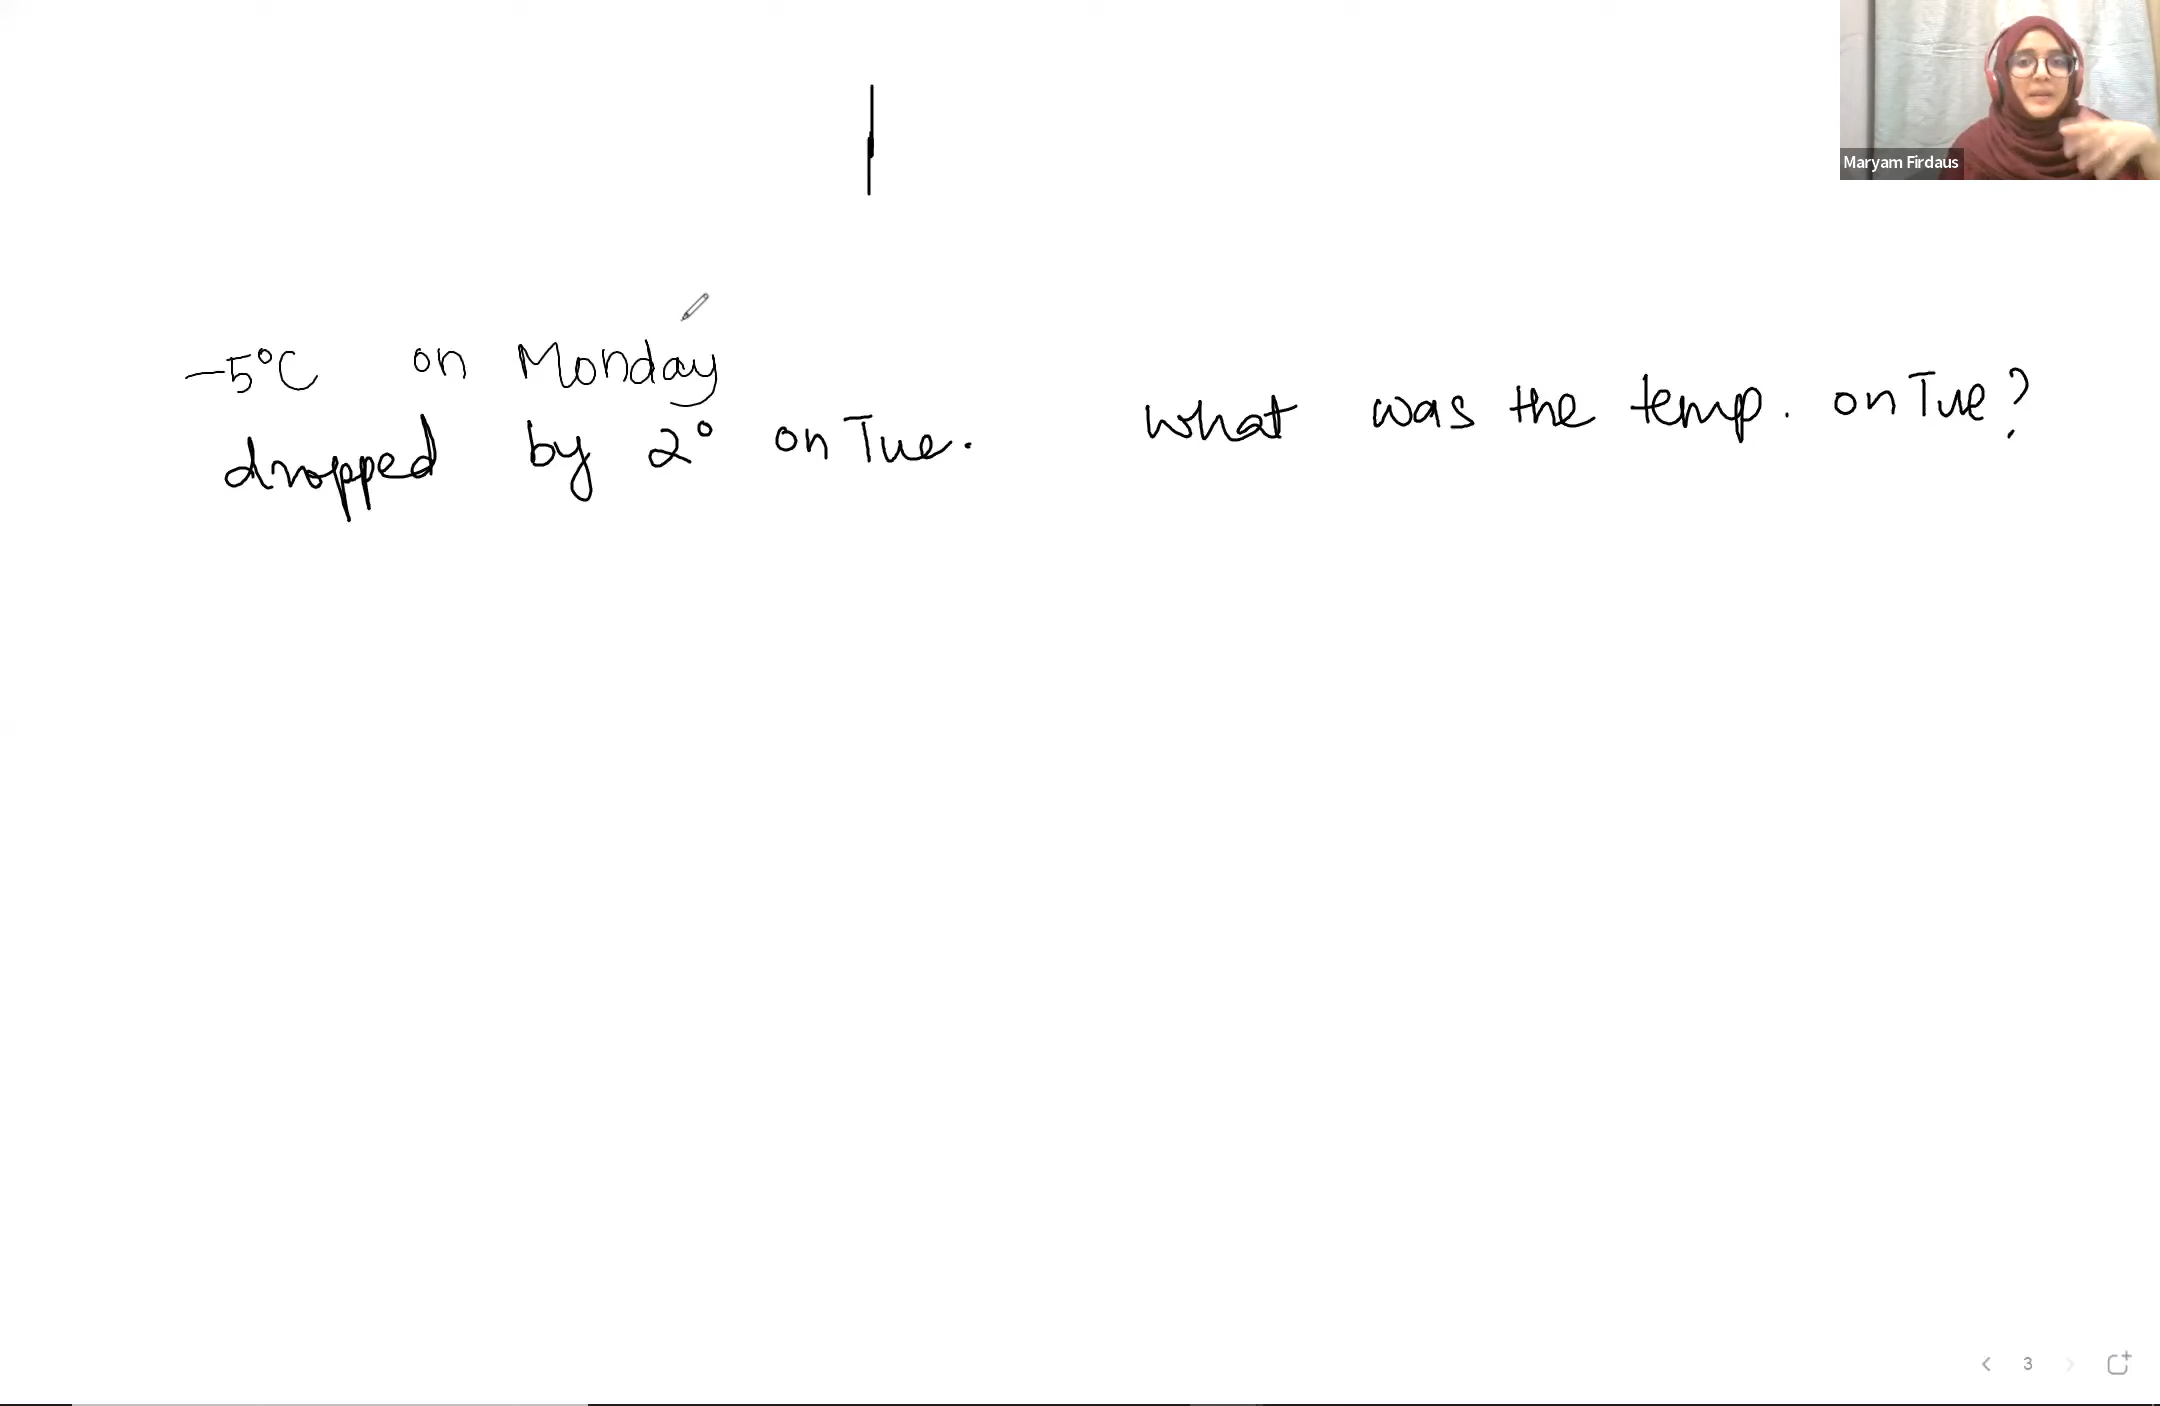 Maryam Firdaus
-5°C on Monday
dropped by 2° on Tue.
what was the temp. on Tue?
3